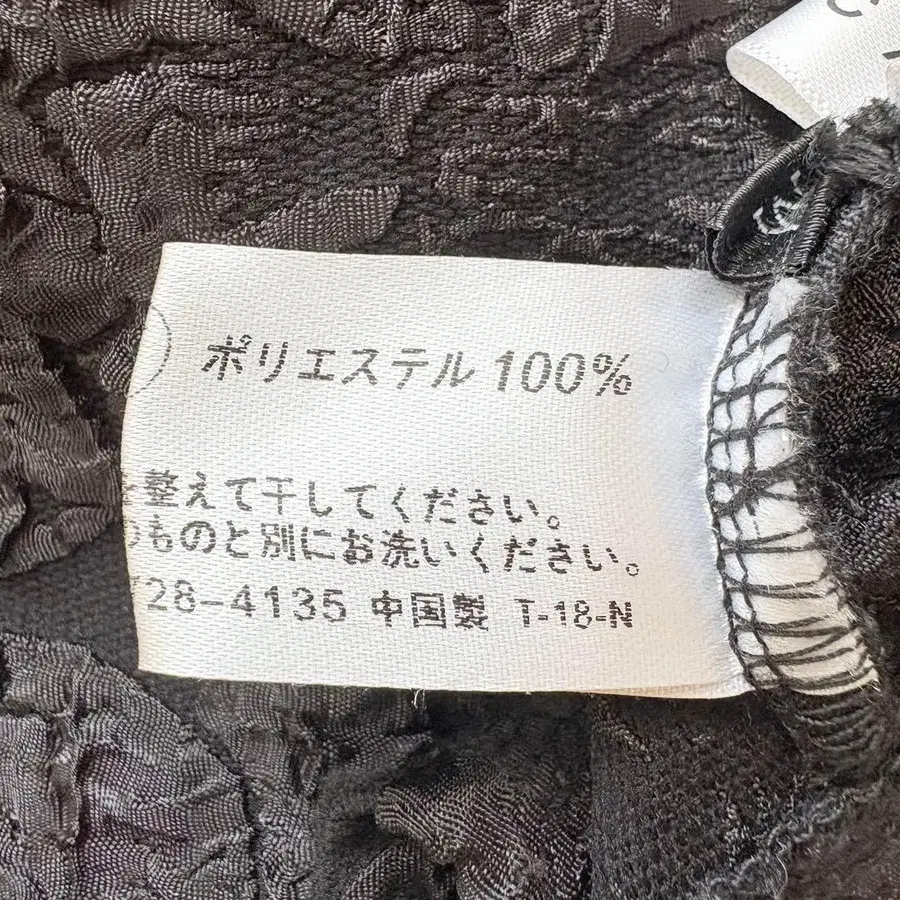 ポリエステル 100%
整えて干してください。
のものと別にお洗いください。
28-4135 中国製 T-18-N